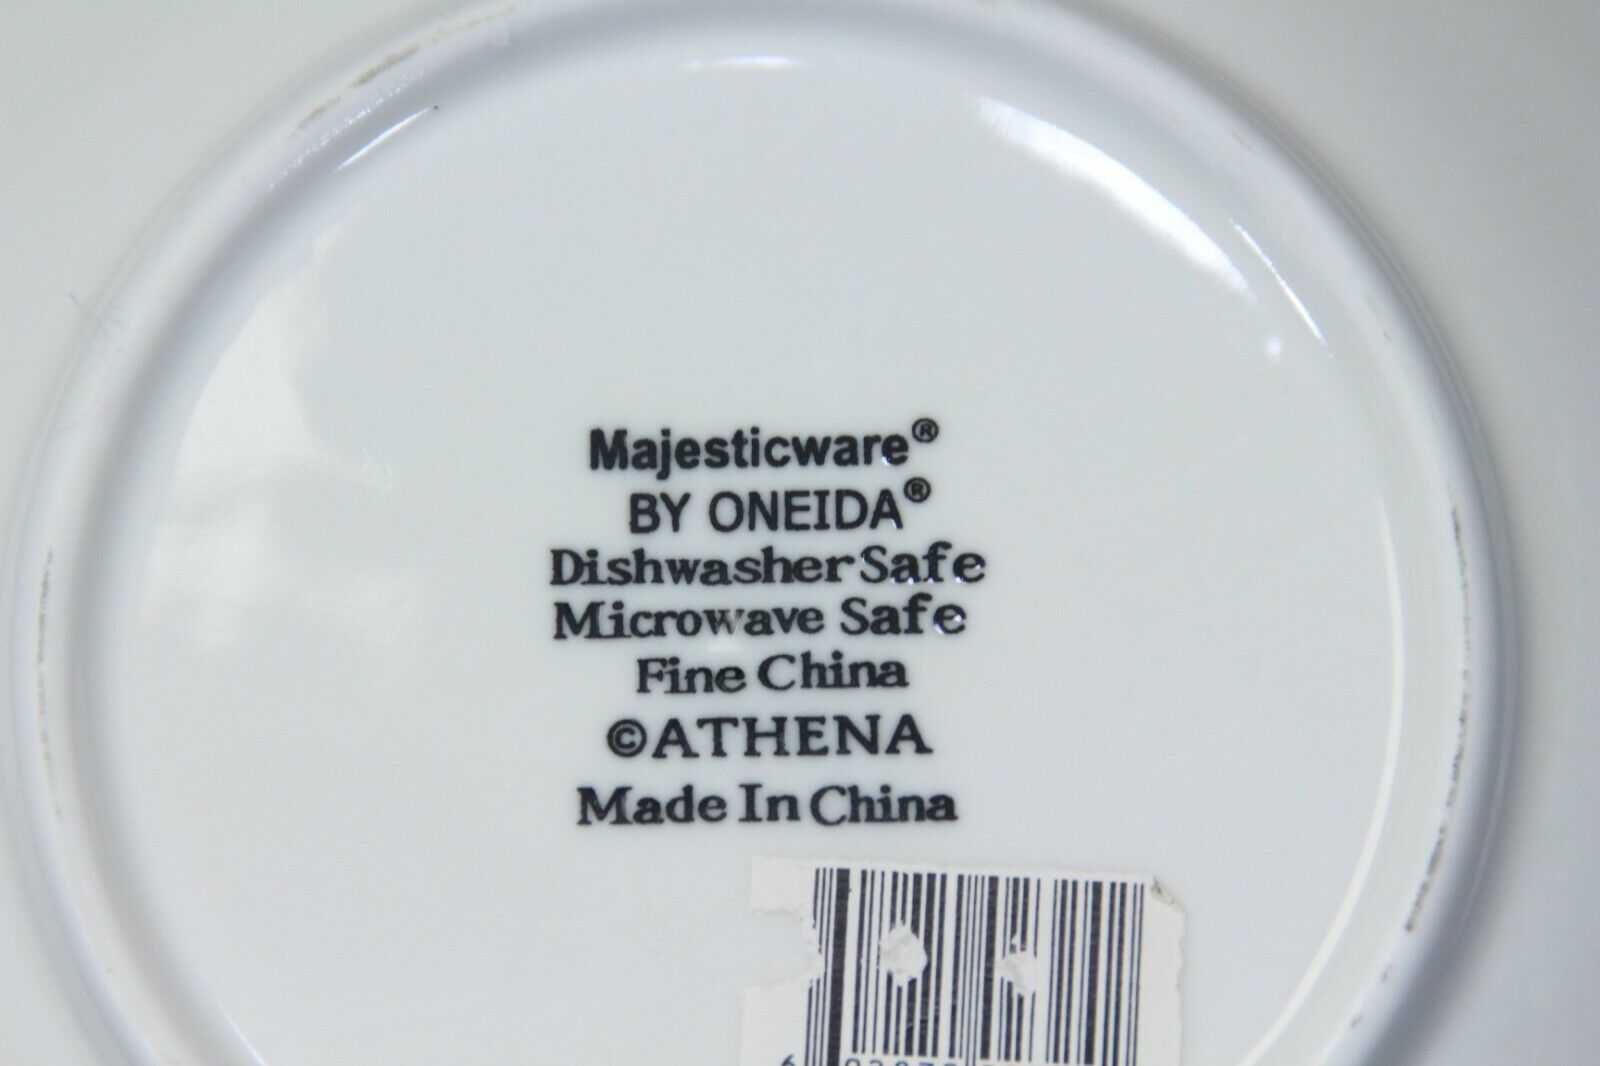 Majesticware®
BY ONEIDA®
Dishwasher Safe
Microwave Safe
Fine China
©ATHENA
Made In China